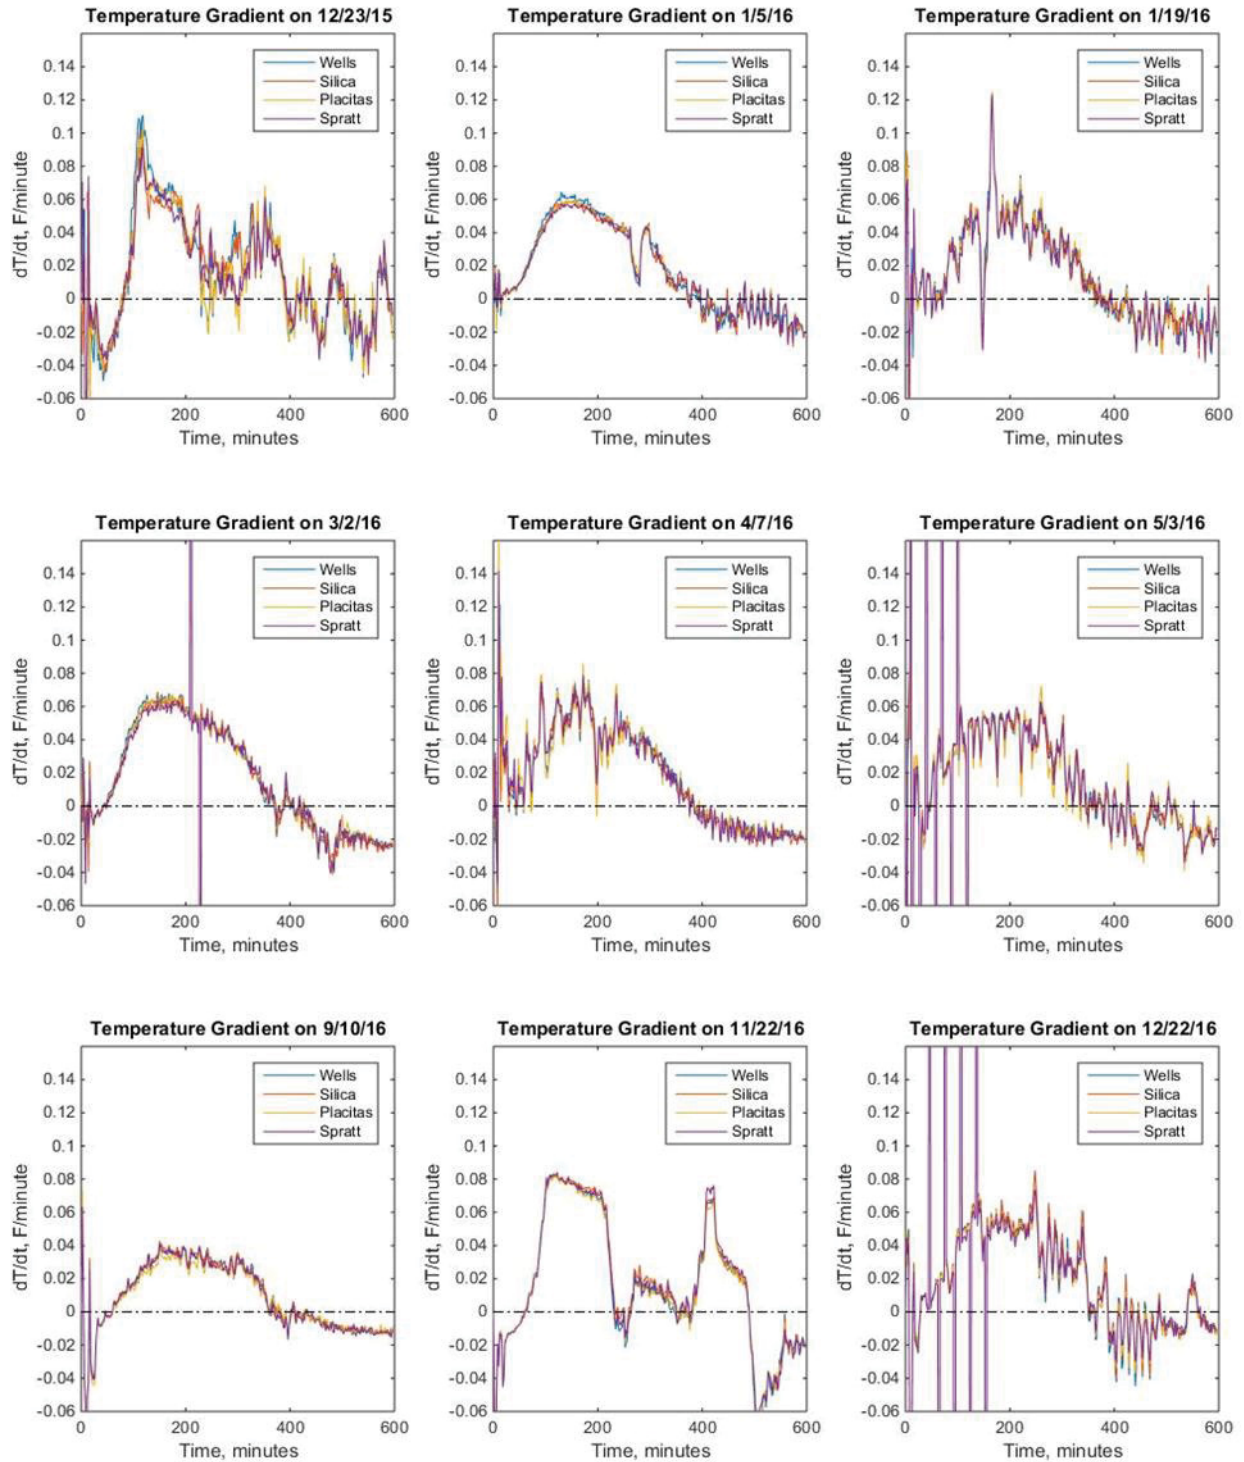 Temperature Gradient on 12/23/15
0.14
0.12
0.1
0.08
0.06
0.04
0.02
0
-0.02
-0.04
-0.06
dT/dt, F/minute
Wells
Silica
Placitas
Spratt
0 200 400 600
Time, minutes
Temperature Gradient on 1/5/16
0.14
0.12
0.1
0.08
0.06
0.04
0.02
0
-0.02
-0.04
-0.06
dT/dt, F/minute
Wells
Silica
Placitas
Spratt
0 200 400 600
Time, minutes
Temperature Gradient on 1/19/16
0.14
0.12
0.1
0.08
0.06
0.04
0.02
0
-0.02
-0.04
-0.06
dT/dt, F/minute
Wells
Silica
Placitas
Spratt
0 200 400 600
Time, minutes
Temperature Gradient on 3/2/16
0.14
0.12
0.1
0.08
0.06
0.04
0.02
0
-0.02
-0.04
-0.06
dT/dt, F/minute
Wells
Silica
Placitas
Spratt
0 200 400 600
Time, minutes
Temperature Gradient on 4/7/16
0.14
0.12
0.1
0.08
0.06
0.04
0.02
0
-0.02
-0.04
-0.06
dT/dt, F/minute
Wells
Silica
Placitas
Spratt
0 200 400 600
Time, minutes
Temperature Gradient on 5/3/16
0.14
0.12
0.1
0.08
0.06
0.04
0.02
0
-0.02
-0.04
-0.06
dT/dt, F/minute
Wells
Silica
Placitas
Spratt
0 200 400 600
Time, minutes
Temperature Gradient on 9/10/16
0.14
0.12
0.1
0.08
0.06
0.04
0.02
0
-0.02
-0.04
-0.06
dT/dt, F/minute
Wells
Silica
Placitas
Spratt
0 200 400 600
Time, minutes
Temperature Gradient on 11/22/16
0.14
0.12
0.1
0.08
0.06
0.04
0.02
0
-0.02
-0.04
-0.06
dT/dt, F/minute
Wells
Silica
Placitas
Spratt
0 200 400 600
Time, minutes
Temperature Gradient on 12/22/16
0.14
0.12
0.1
0.08
0.06
0.04
0.02
0
-0.02
-0.04
-0.06
dT/dt, F/minute
Wells
Silica
Placitas
Spratt
0 200 400 600
Time, minutes